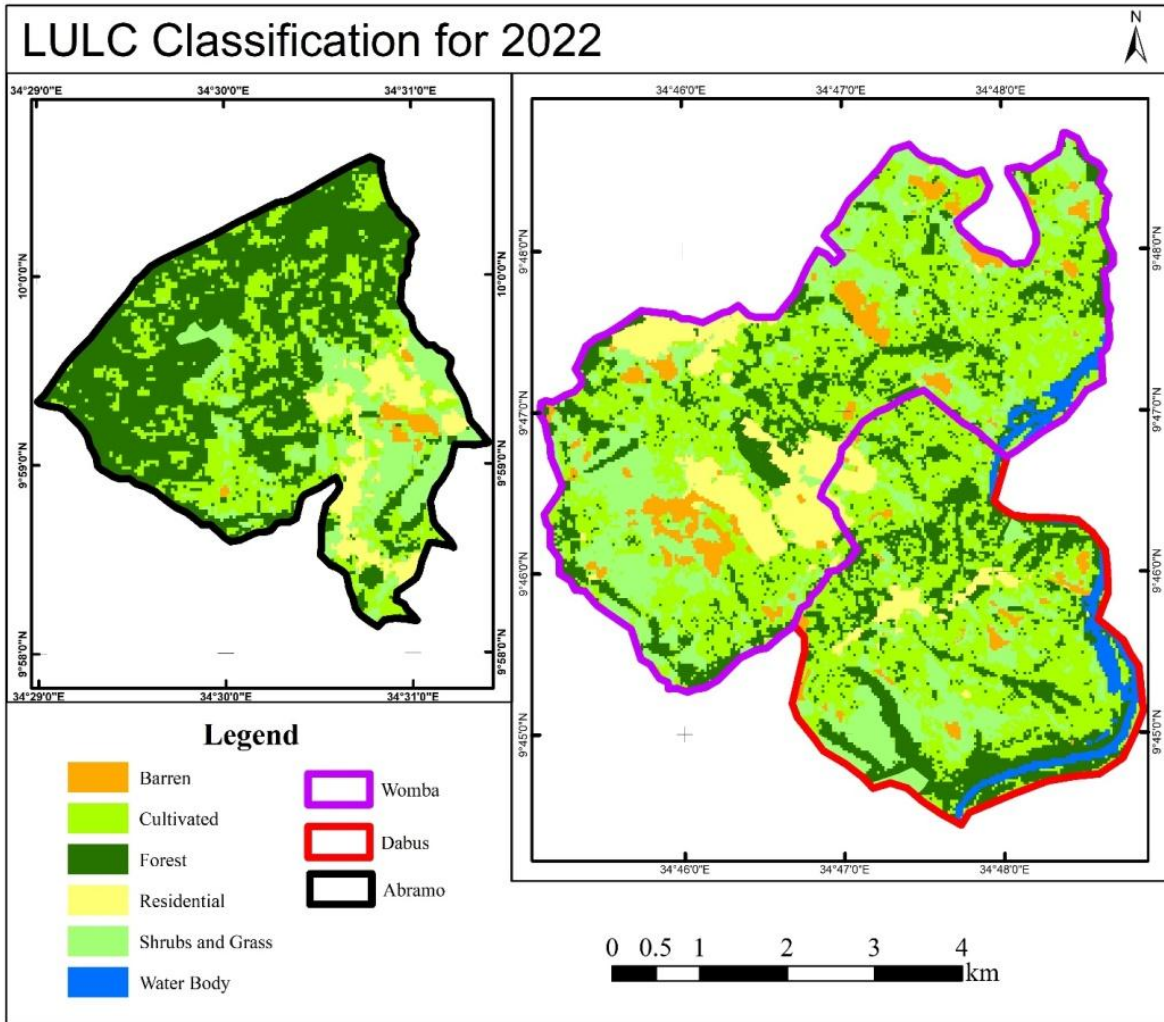 LULC Classification for 2022
N
34°29'0"E 34°30'0"E 34°31'0"E
10°0'0"N 10°0'0"N
9°59'0"N 9°59'0"N
9°58'0"N 9°58'0"N
34°29'0"E 34°30'0"E 34°31'0"E
34°46'0"E 34°47'0"E 34°48'0"E
9°48'0"N 9°48'0"N
9°47'0"N 9°47'0"N
9°46'0"N 9°46'0"N
9°45'0"N 9°45'0"N
34°46'0"E 34°47'0"E 34°48'0"E
Legend
Barren
Cultivated
Forest
Residential
Shrubs and Grass
Water Body
Womba
Dabus
Abramo
0 0.5 1 2 3 4
km